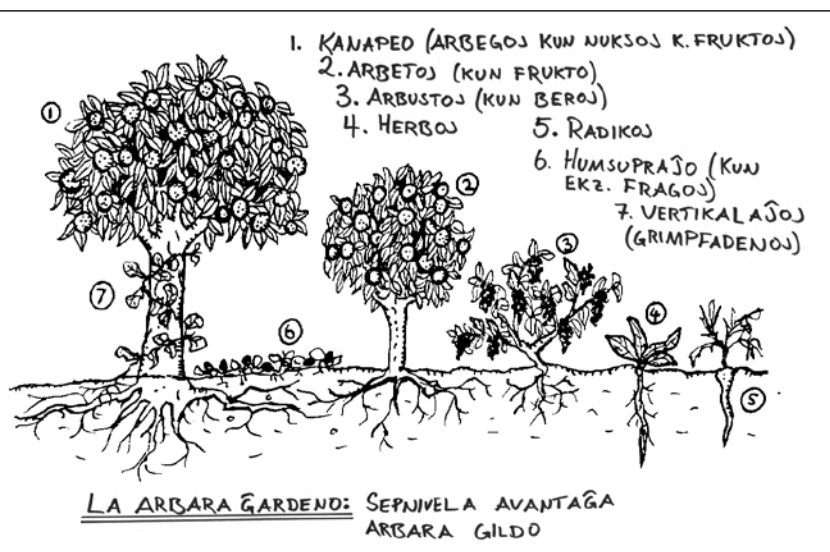 1. KANAPEO (ARBEGOJ KUN NUKSOJ K. FRUKTOJ)
2. ARBETOJ (KUN FRUKTO)
3. ARBUSTOJ (KUN BEROJ)
4. HERBOJ
5. RADIKOJ
6. HUMSUPRAĴO (KUN
EKZ. FRAGOJ)
7. VERTIKALAĴOJ
(GRIMPFADENOJ)
1
2
3
4
5
6
7
LA ARBARA ĜARDENO: SEPNIVELA AVANTAĜA
ARBARA GILDO